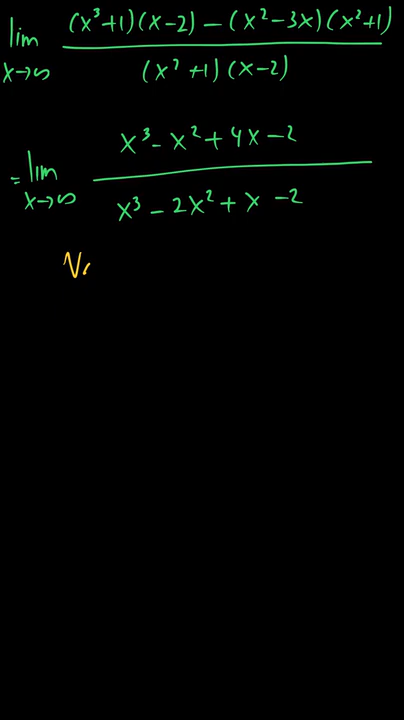 lim (x³+1)(x-2) - (x²-3x)(x²+1)
x→∞ (x²+1)(x-2)
= lim x³ - x² + 4x - 2
x→∞ x³ - 2x² + x - 2